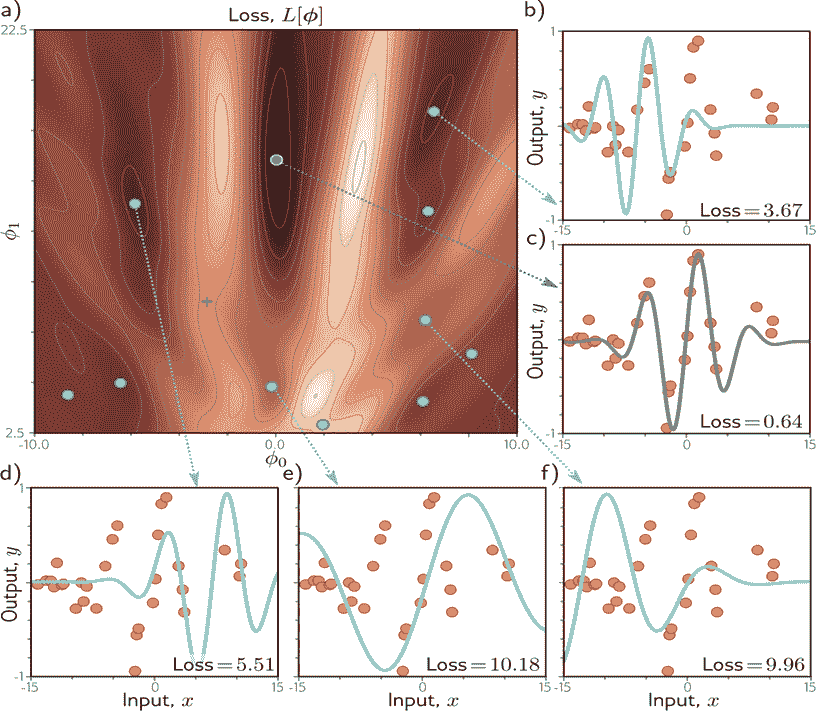 a)
Loss, L[ϕ]
22.5
ϕ₁
2.5
-10.0
0.0
10.0
ϕ₀
b)
1
Output, y
-1
Loss = 3.67
-15
0
15
c)
1
Output, y
-1
Loss = 0.64
-15
0
15
d)
1
Output, y
-1
Loss = 5.51
-15
0
15
Input, x
e)
Loss = 10.18
-15
0
15
Input, x
f)
Loss = 9.96
-15
0
15
Input, x